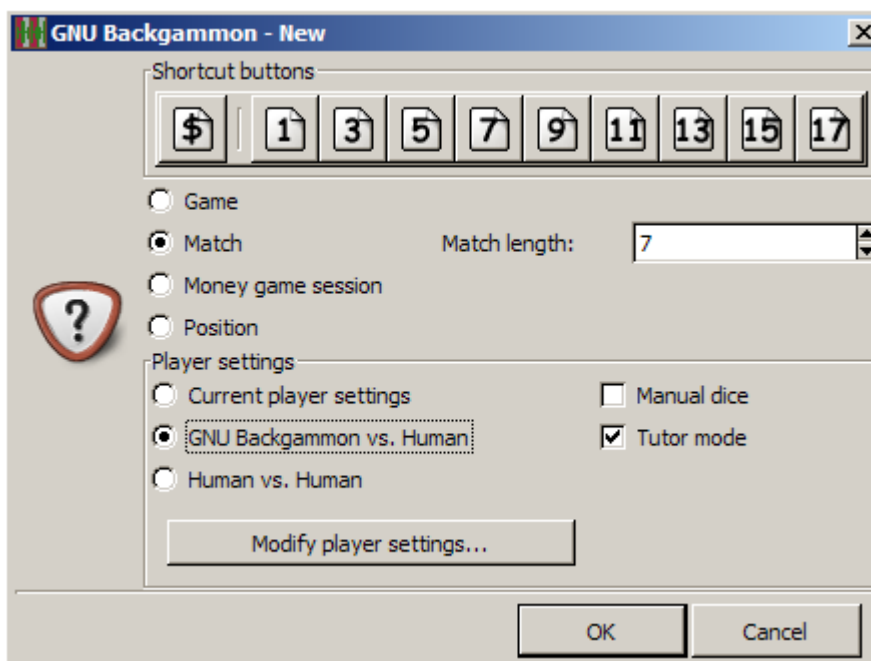 GNU Backgammon - New
Shortcut buttons
$ 1 3 5 7 9 11 13 15 17
Game
Match Match length: 7
Money game session
Position
Player settings
Current player settings Manual dice
GNU Backgammon vs. Human Tutor mode
Human vs. Human
Modify player settings...
OK Cancel